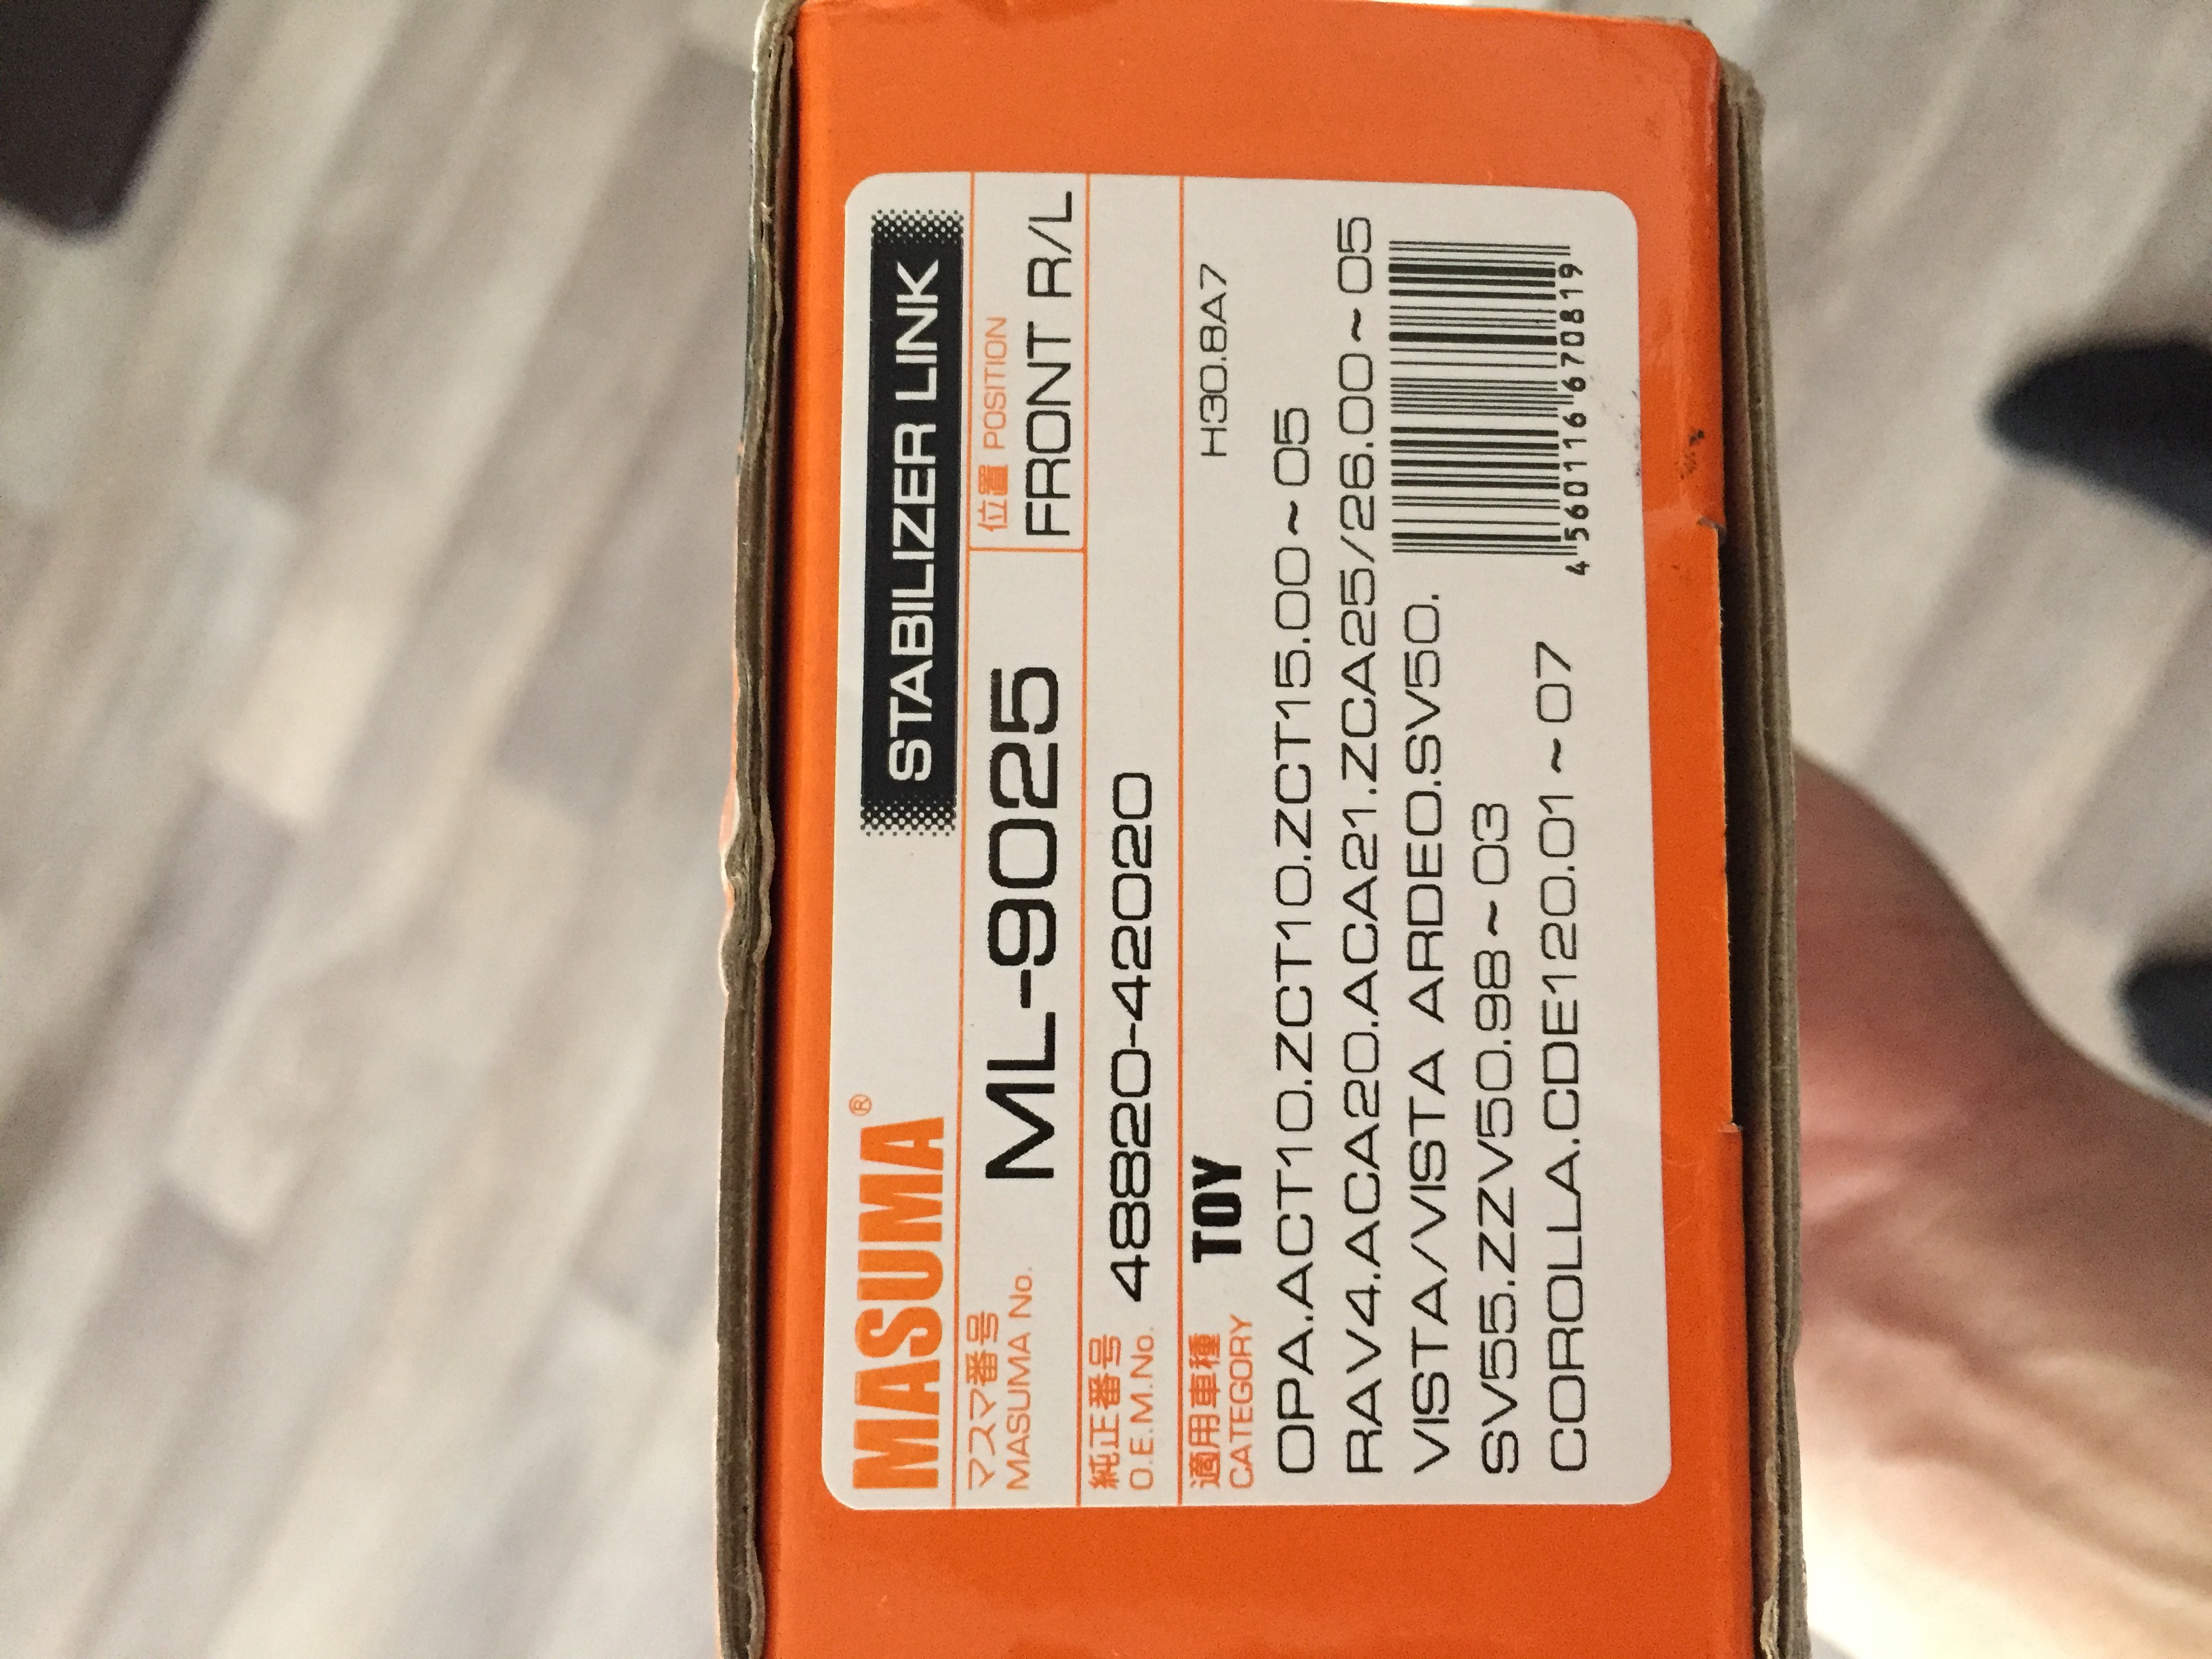 MASUMA®
STABILIZER LINK
マスマ番号
MASUMA No.
ML-9025
位置 POSITION
FRONT R/L
純正番号
O.E.M.No.
48820-42020
適用車種
CATEGORY
TOY
H30.8A7
OPA.ACT10.ZCT10.ZCT15.00~05
RAV4.ACA20.ACA21.ZCA25/26.00~05
VISTA/VISTA ARDEO.SV50.
SV55.ZZV50.98~03
COROLLA.CDE120.01~07
4560116670819